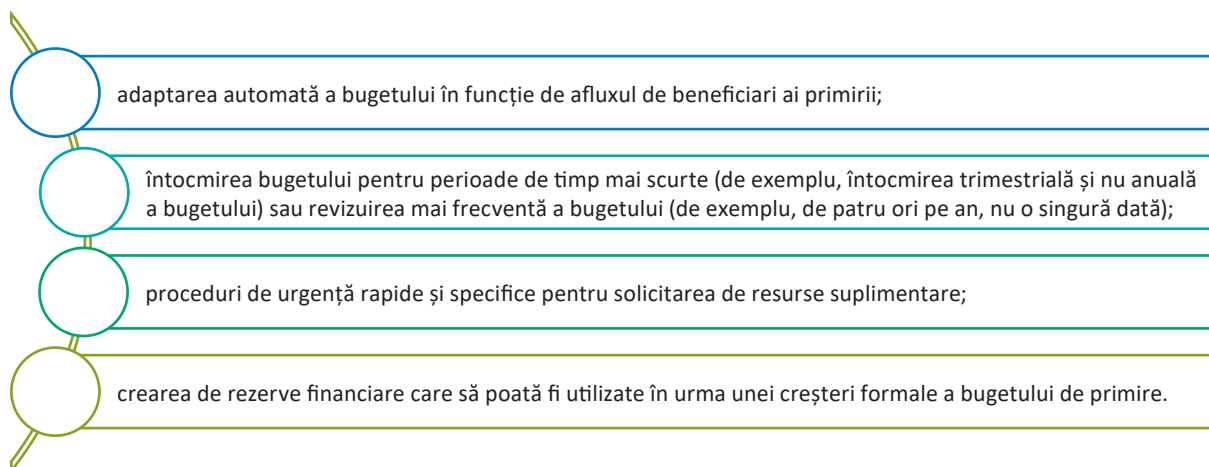 adaptarea automată a bugetului în funcție de afluxul de beneficiari ai primirii;
întocmirea bugetului pentru perioade de timp mai scurte (de exemplu, întocmirea trimestrială și nu anuală
a bugetului) sau revizuirea mai frecventă a bugetului (de exemplu, de patru ori pe an, nu o singură dată);
proceduri de urgență rapide și specifice pentru solicitarea de resurse suplimentare;
crearea de rezerve financiare care să poată fi utilizate în urma unei creșteri formale a bugetului de primire.